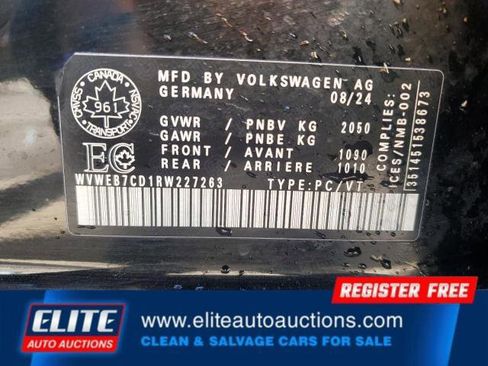 MFD BY VOLKSWAGEN AG
GERMANY 08/24
GVWR / PNBV KG 2050
GAWR / PNBE KG
FRONT / AVANT 1090
REAR / ARRIERE 1010
WVWEB7CD1RW227263 TYPE:PC/VT
CANADA
961
TRANSPORT
EC
COMPLIES:
ICES/NMB-002
ELITE
AUTO AUCTIONS
REGISTER FREE
www.eliteautoauctions.com
CLEAN & SALVAGE CARS FOR SALE